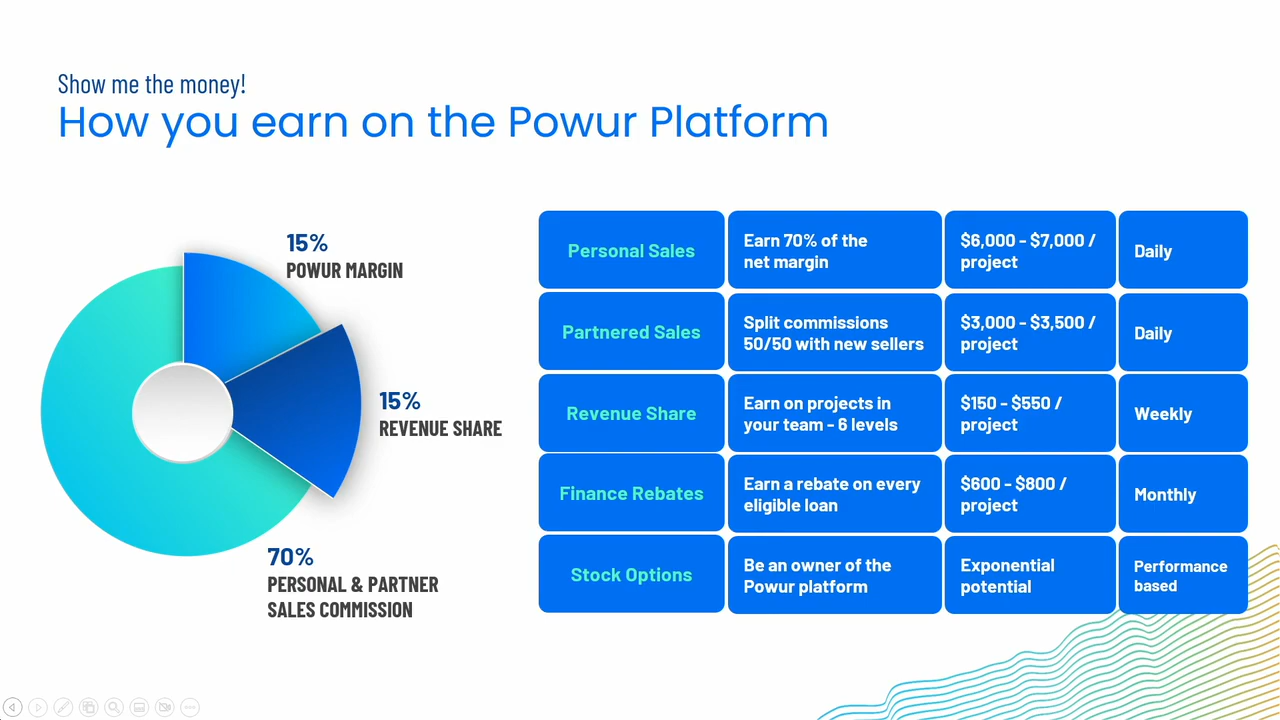 Show me the money!
How you earn on the Powur Platform
15%
POWUR MARGIN
15%
REVENUE SHARE
70%
PERSONAL & PARTNER
SALES COMMISSION
Personal Sales
Earn 70% of the
net margin
$6,000 - $7,000 /
project
Daily
Partnered Sales
Split commissions
50/50 with new sellers
$3,000 - $3,500 /
project
Daily
Revenue Share
Earn on projects in
your team - 6 levels
$150 - $550 /
project
Weekly
Finance Rebates
Earn a rebate on every
eligible loan
$600 - $800 /
project
Monthly
Stock Options
Be an owner of the
Powur platform
Exponential
potential
Performance
based